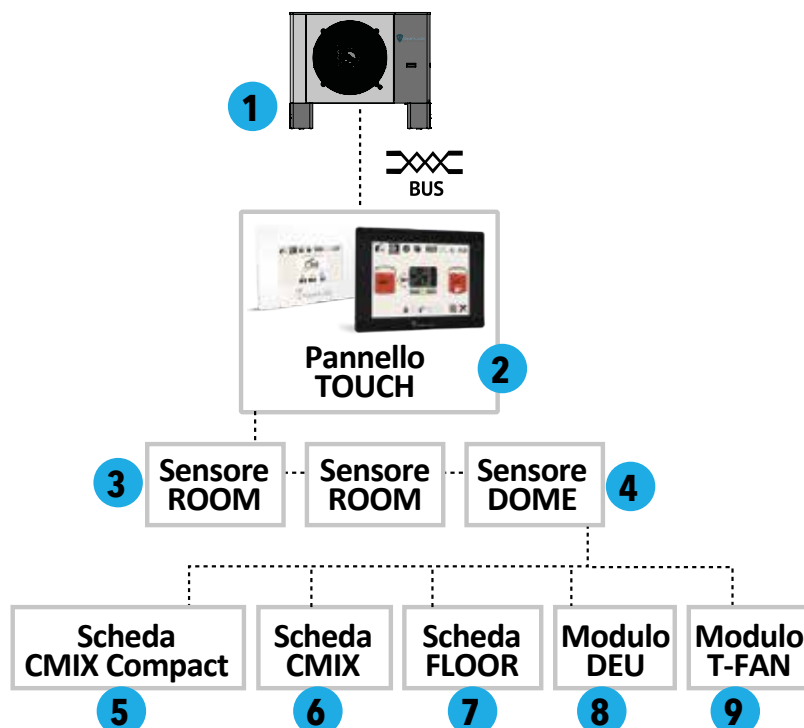 1
BUS
Pannello
TOUCH
2
3
Sensore
ROOM
Sensore
ROOM
Sensore
DOME
4
Scheda
CMIX Compact
Scheda
CMIX
Scheda
FLOOR
Modulo
DEU
Modulo
T-FAN
5
6
7
8
9